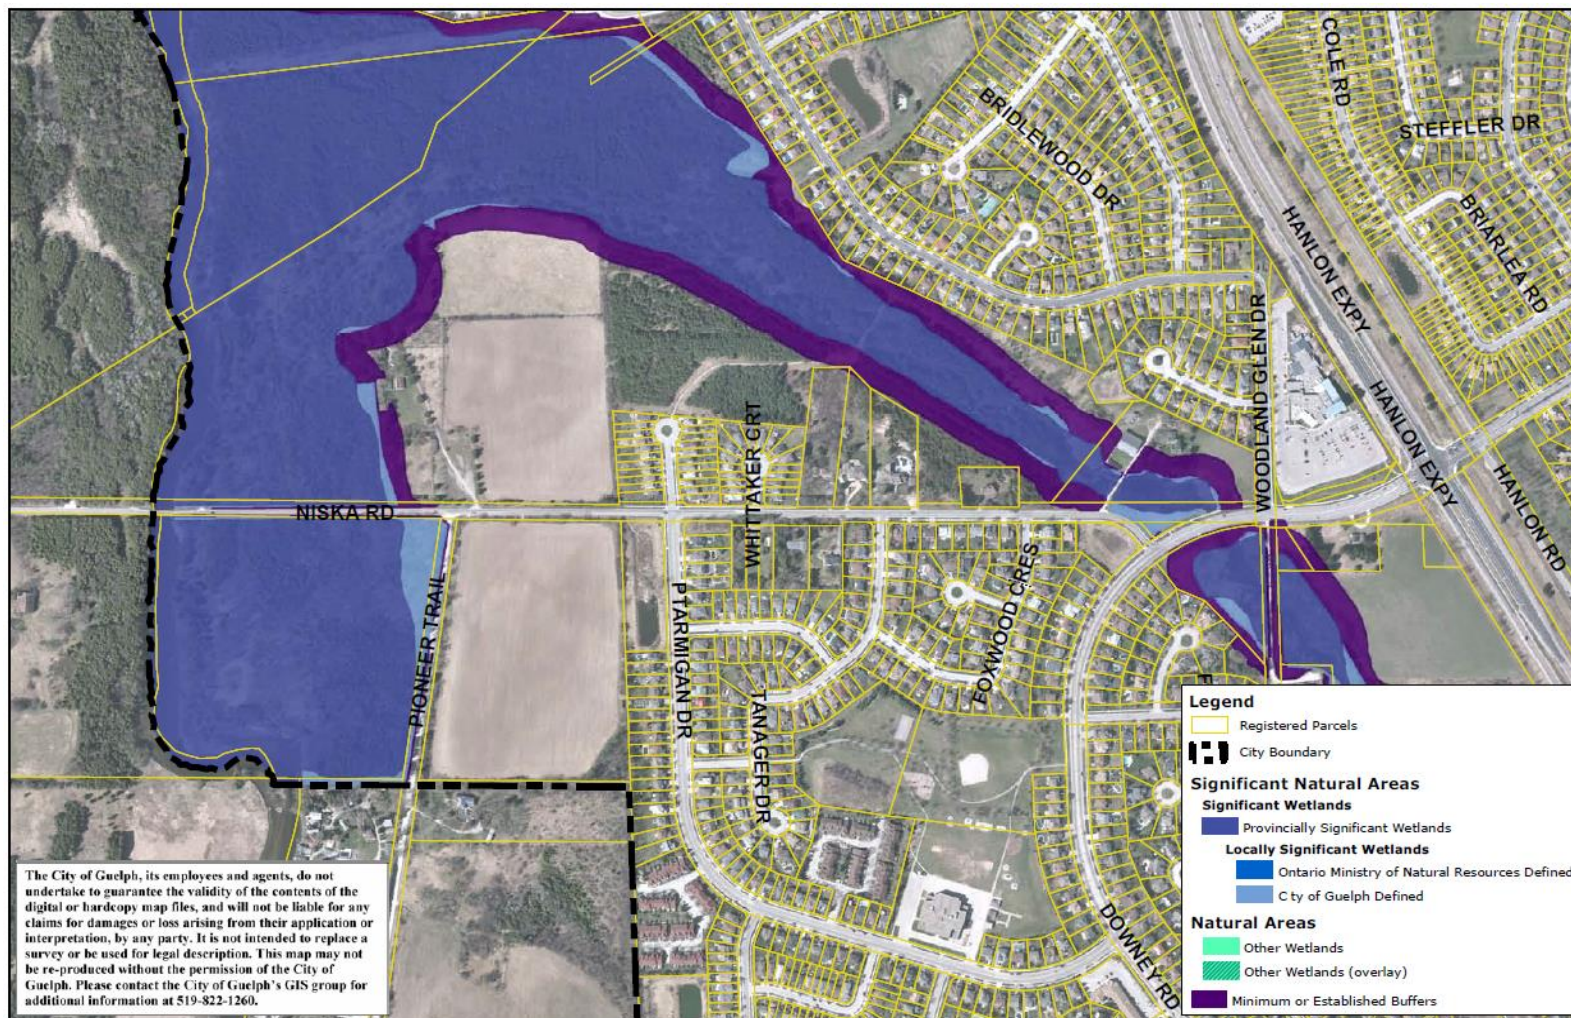 COLE RD
STEFFLER DR
BRIDLEWOOD DR
BRIARLEA RD
HANLON EXPY
WOODLAND GLEN DR
HANLON EXPY
HANLON RD
WHITTAKER CRT
NISKA RD
PIONEER TRAIL
PTARMIGAN DR
FOXWOOD CRES
TANAGER DR
F
DOWNEY RD
Legend
Registered Parcels
City Boundary
Significant Natural Areas
Significant Wetlands
Provincially Significant Wetlands
Locally Significant Wetlands
Ontario Ministry of Natural Resources Defined
C ty of Guelph Defined
Natural Areas
Other Wetlands
Other Wetlands (overlay)
Minimum or Established Buffers
The City of Guelph, its employees and agents, do not
undertake to guarantee the validity of the contents of the
digital or hardcopy map files, and will not be liable for any
claims for damages or loss arising from their application or
interpretation, by any party. It is not intended to replace a
survey or be used for legal description. This map may not
be re-produced without the permission of the City of
Guelph. Please contact the City of Guelph's GIS group for
additional information at 519-822-1260.